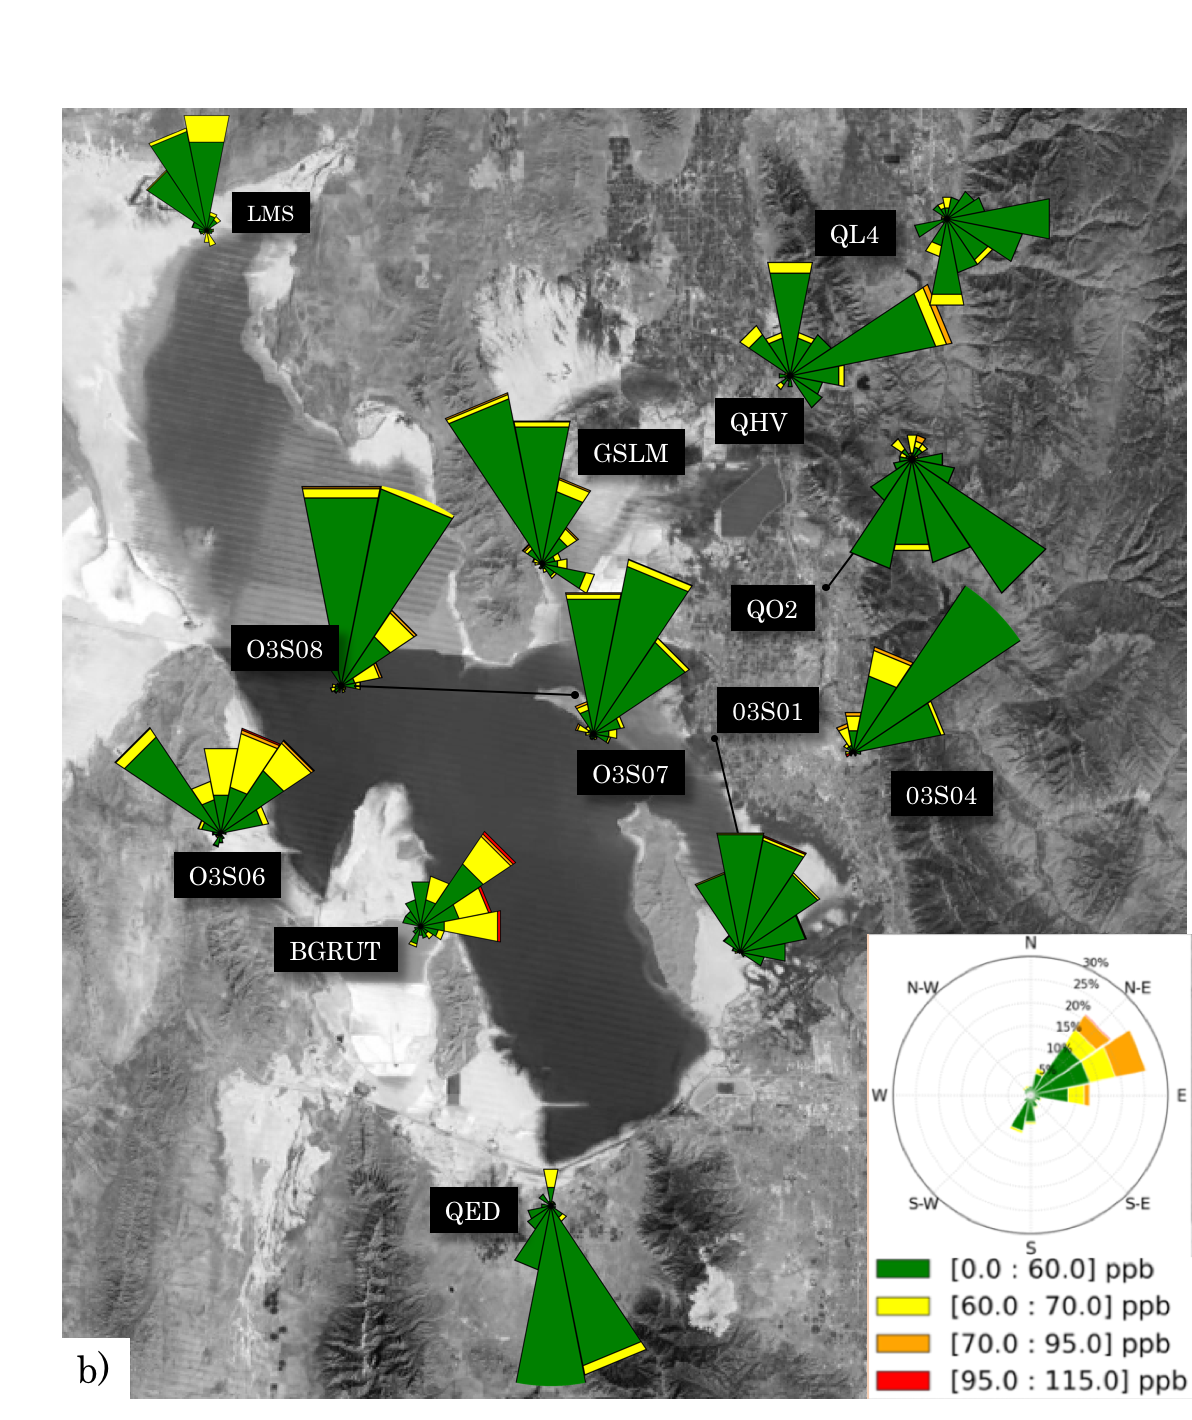 LMS
QL4
QHV
GSLM
QO2
O3S08
03S01
O3S07
03S04
O3S06
BGRUT
QED
N
N-W
N-E
30%
25%
20%
15%
10%
5%
W
E
S-W
S-E
S
[0.0 : 60.0] ppb
[60.0 : 70.0] ppb
[70.0 : 95.0] ppb
[95.0 : 115.0] ppb
b)